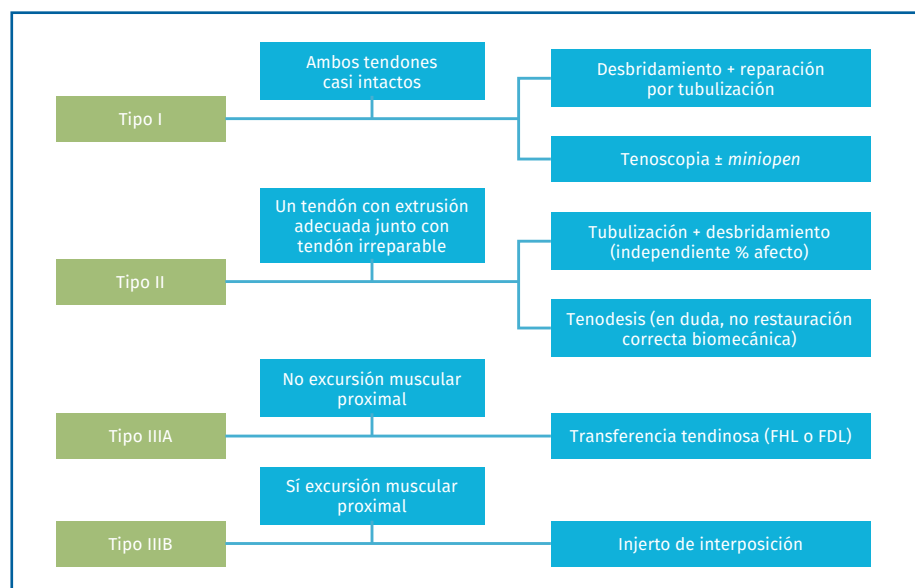 Ambos tendones
casi intactos
Desbridamiento + reparación
por tubulización
Tipo I
Tenoscopia ± miniopen
Un tendón con extrusión
adecuada junto con
tendón irreparable
Tubulización + desbridamiento
(independiente % afecto)
Tipo II
Tenodesis (en duda, no restauración
correcta biomecánica)
No excursión muscular
proximal
Tipo IIIA
Transferencia tendinosa (FHL o FDL)
Sí excursión muscular
proximal
Tipo IIIB
Injerto de interposición